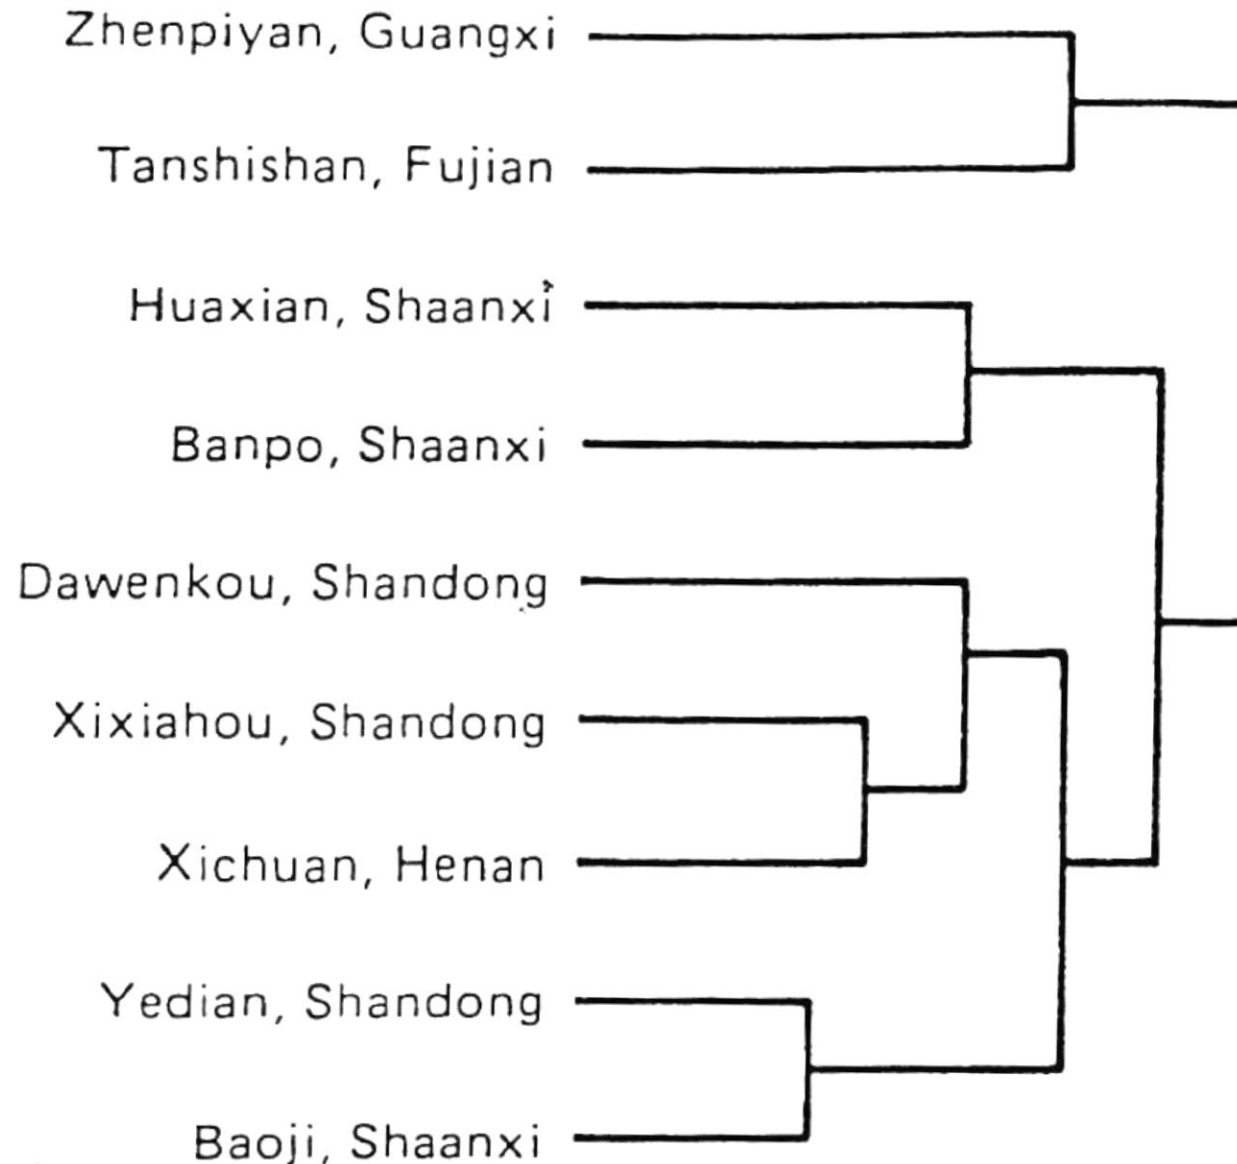 Zhenpiyan, Guangxi
Tanshishan, Fujian
Huaxian, Shaanxi
Banpo, Shaanxi
Dawenkou, Shandong
Xixiahou, Shandong
Xichuan, Henan
Yedian, Shandong
Baoji, Shaanxi